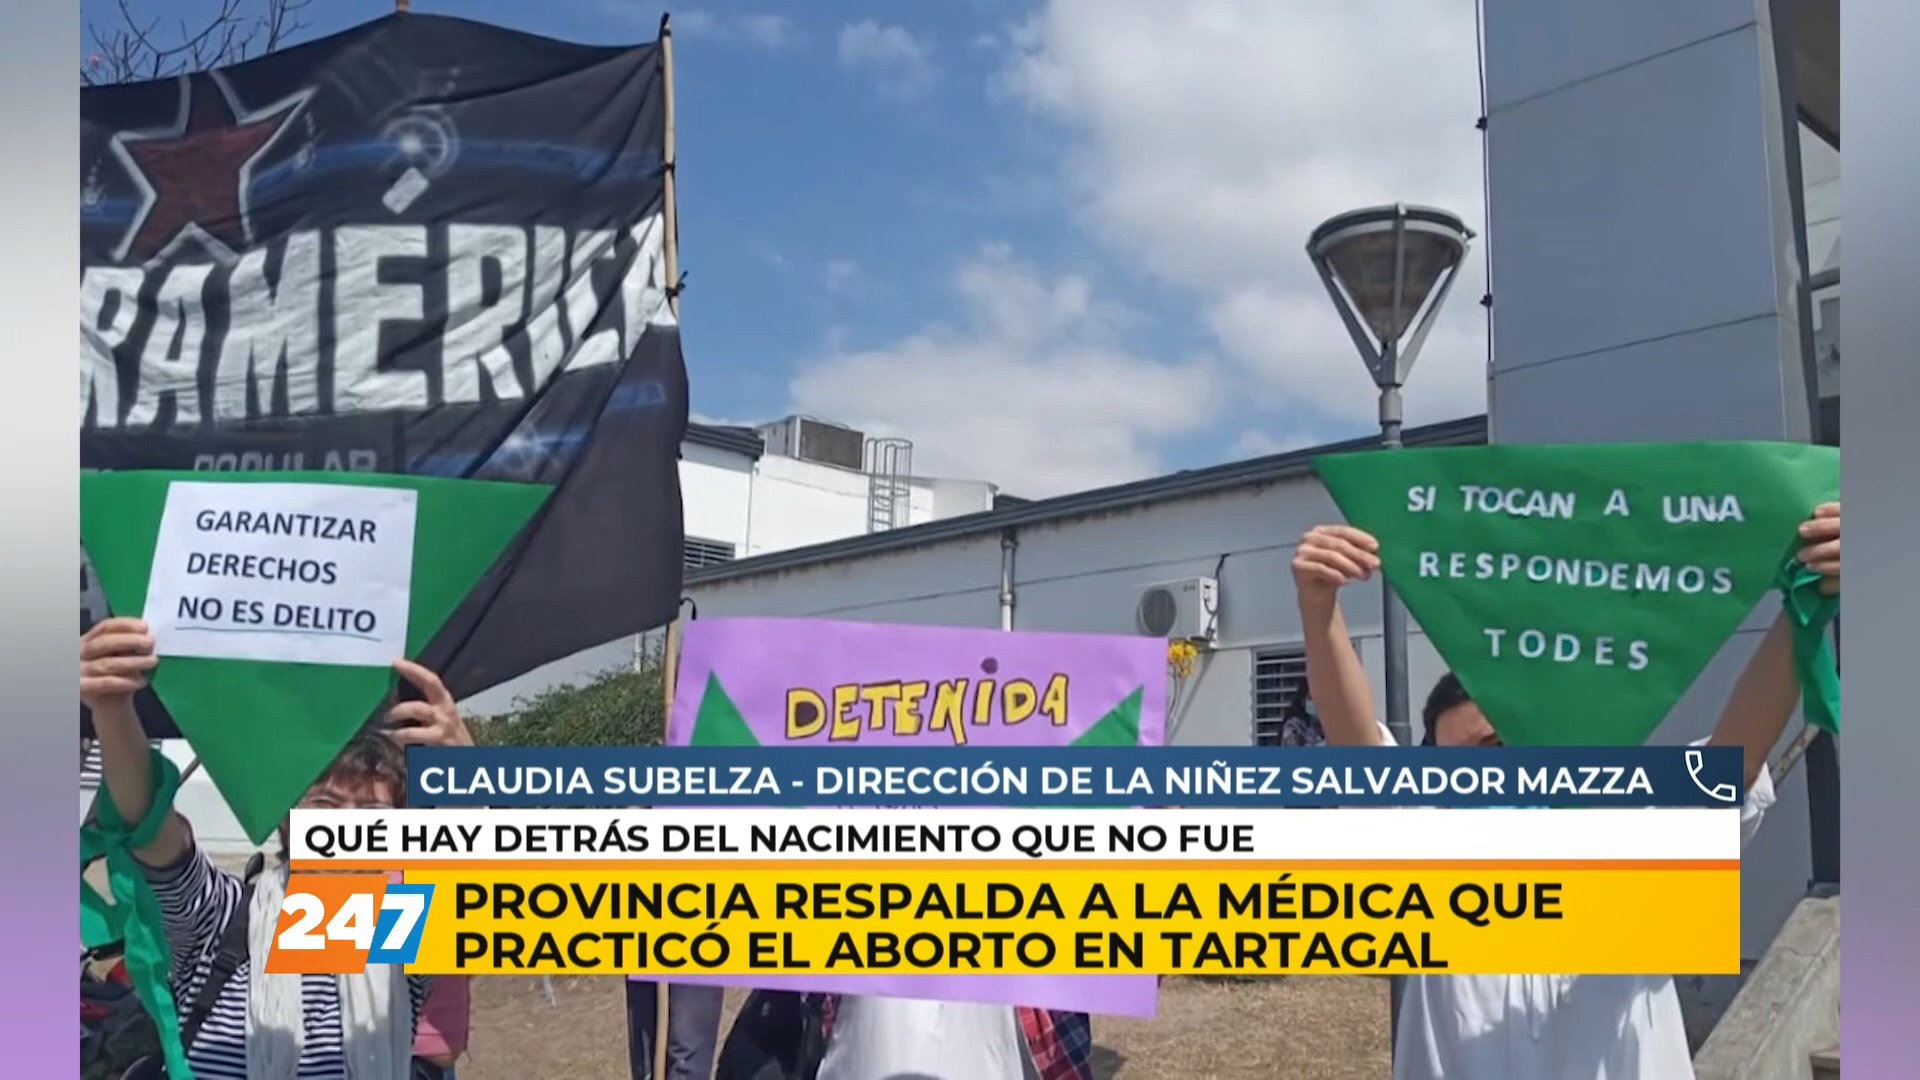 RAMÉRICA
POPULAR
GARANTIZAR
DERECHOS
NO ES DELITO
SI TOCAN A UNA
RESPONDEMOS
TODES
DETENIDA
CLAUDIA SUBELZA - DIRECCIÓN DE LA NIÑEZ SALVADOR MAZZA
QUÉ HAY DETRÁS DEL NACIMIENTO QUE NO FUE
247
PROVINCIA RESPALDA A LA MÉDICA QUE
PRACTICÓ EL ABORTO EN TARTAGAL